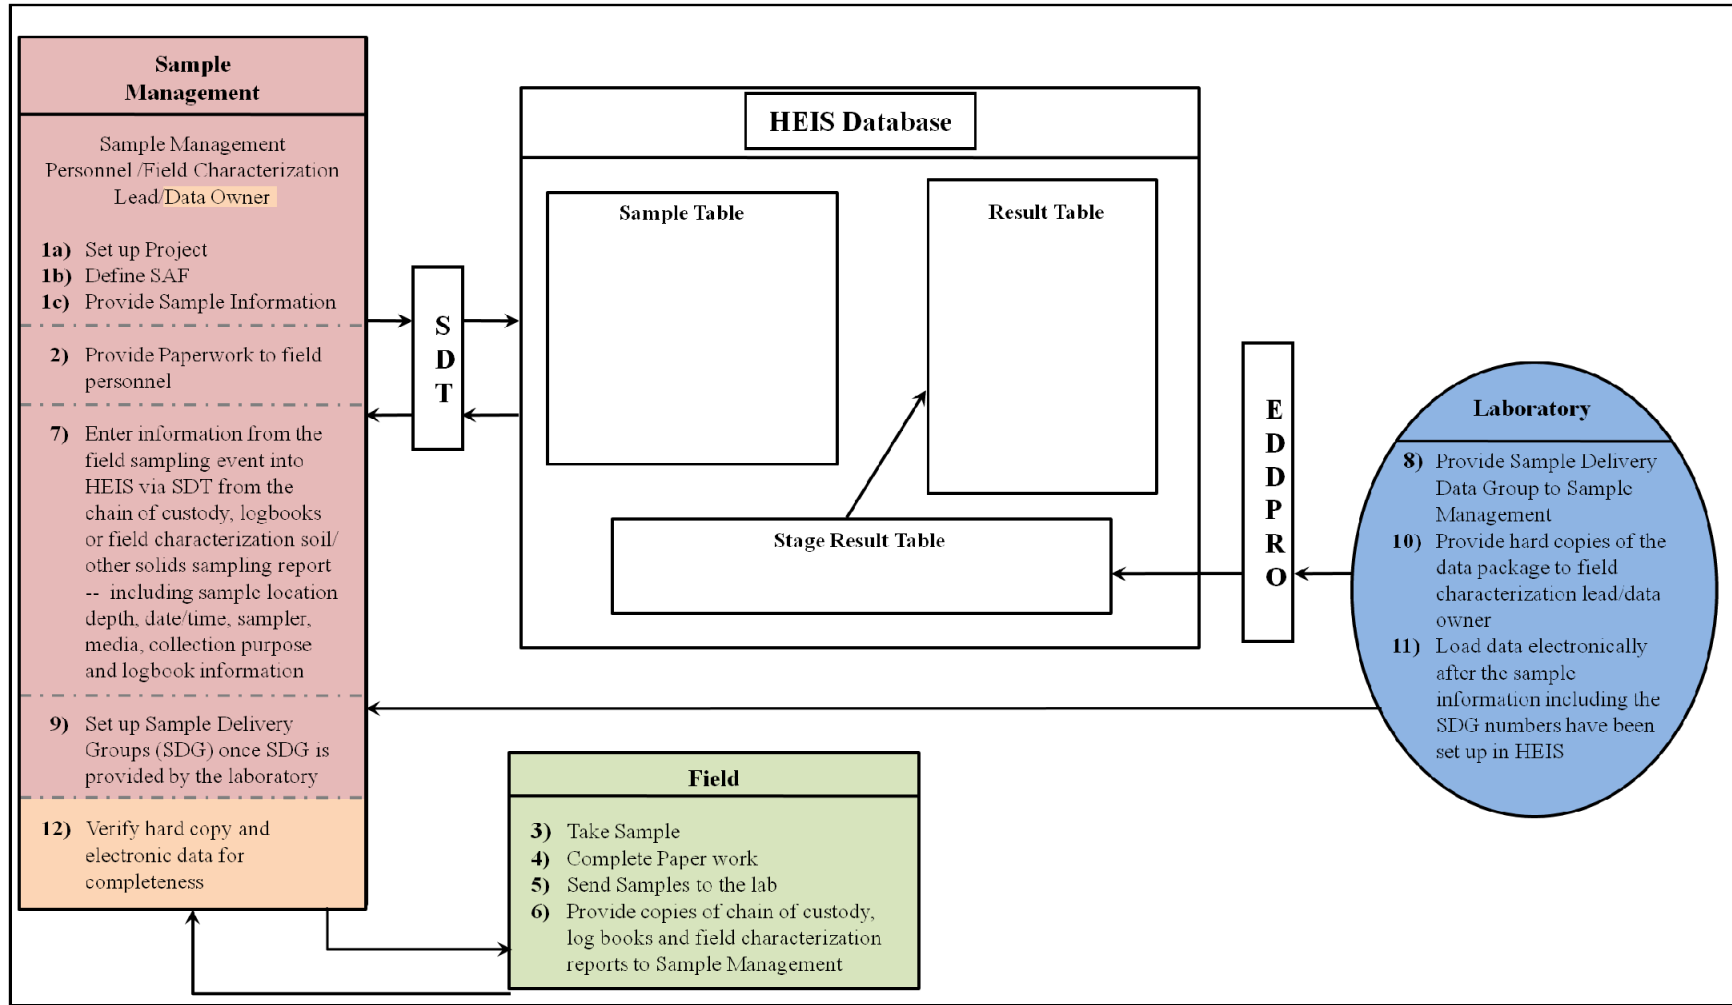 Sample
Management
Sample Management
Personnel /Field Characterization
Lead/Data Owner
1a) Set up Project
1b) Define SAF
1c) Provide Sample Information
2) Provide Paperwork to field
personnel
7) Enter information from the
field sampling event into
HEIS via SDT from the
chain of custody, logbooks
or field characterization soil/
other solids sampling report
-- including sample location
depth, date/time, sampler,
media, collection purpose
and logbook information
9) Set up Sample Delivery
Groups (SDG) once SDG is
provided by the laboratory
12) Verify hard copy and
electronic data for
completeness
S
D
T
HEIS Database
Sample Table
Result Table
Stage Result Table
E
D
D
P
R
O
Laboratory
8) Provide Sample Delivery
Data Group to Sample
Management
10) Provide hard copies of the
data package to field
characterization lead/data
owner
11) Load data electronically
after the sample
information including the
SDG numbers have been
set up in HEIS
Field
3) Take Sample
4) Complete Paper work
5) Send Samples to the lab
6) Provide copies of chain of custody,
log books and field characterization
reports to Sample Management